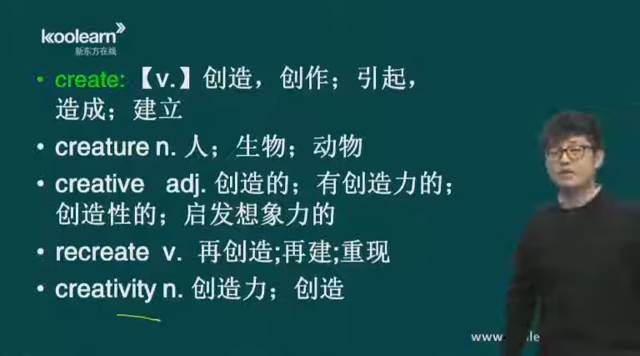 koolearn
新东方在线
• create:【v.】创造，创作；引起，
造成；建立
• creature n. 人；生物；动物
• creative adj. 创造的；有创造力的；
创造性的；启发想象力的
• recreate v. 再创造;再建;重现
• creativity n. 创造力；创造
www.